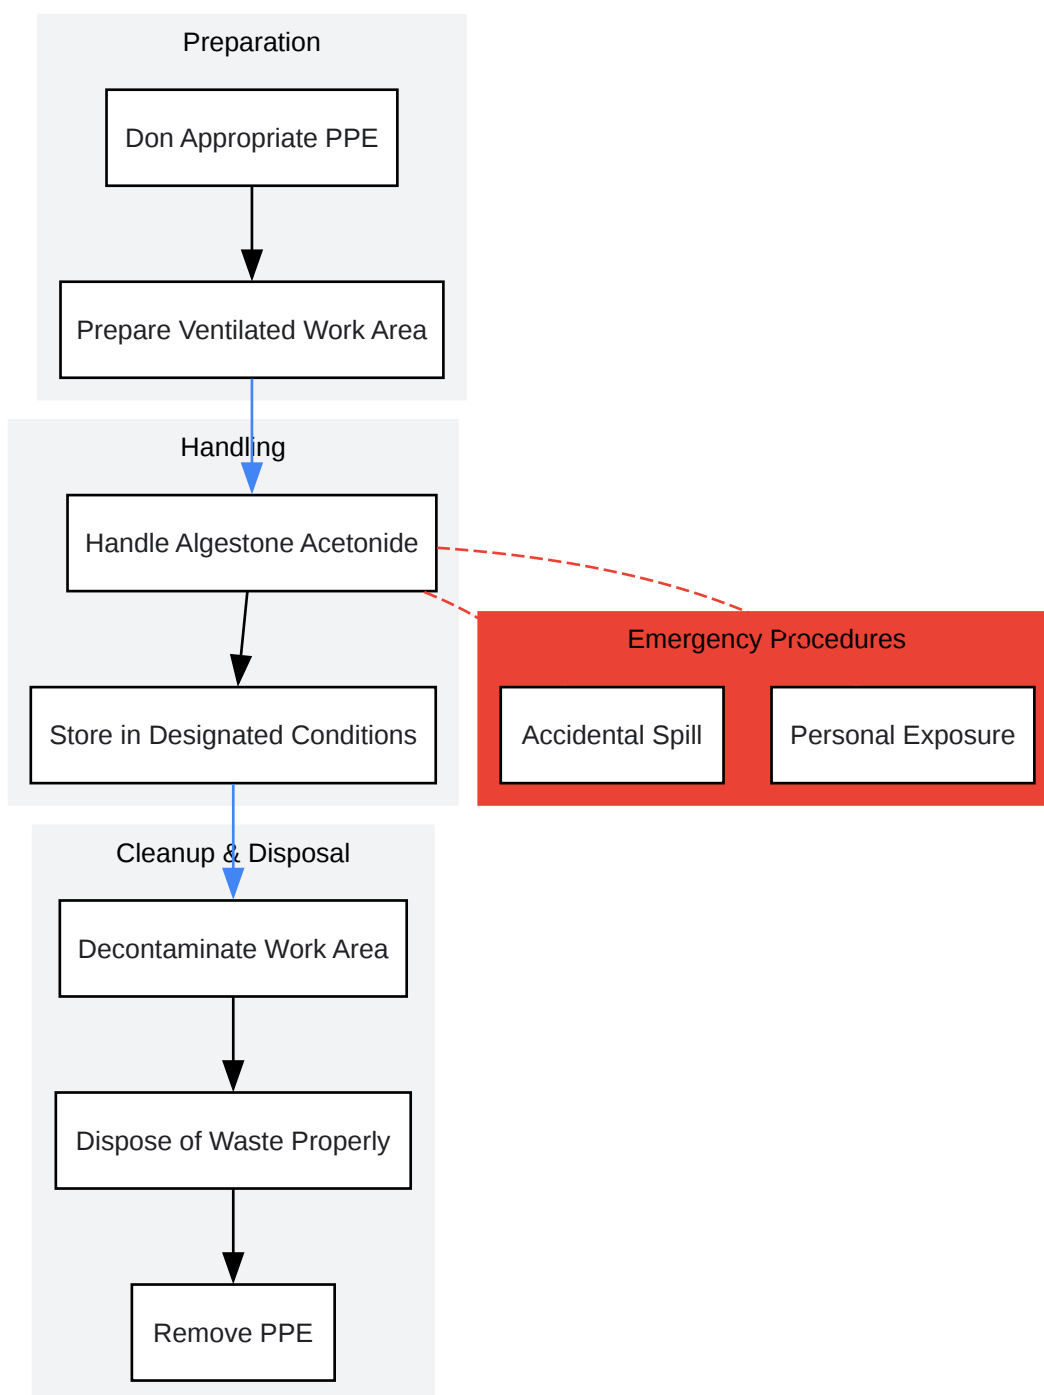 Preparation
Don Appropriate PPE
Prepare Ventilated Work Area
Handling
Handle Algestone Acetonide
Store in Designated Conditions
Emergency Procedures
Accidental Spill
Personal Exposure
Cleanup & Disposal
Decontaminate Work Area
Dispose of Waste Properly
Remove PPE